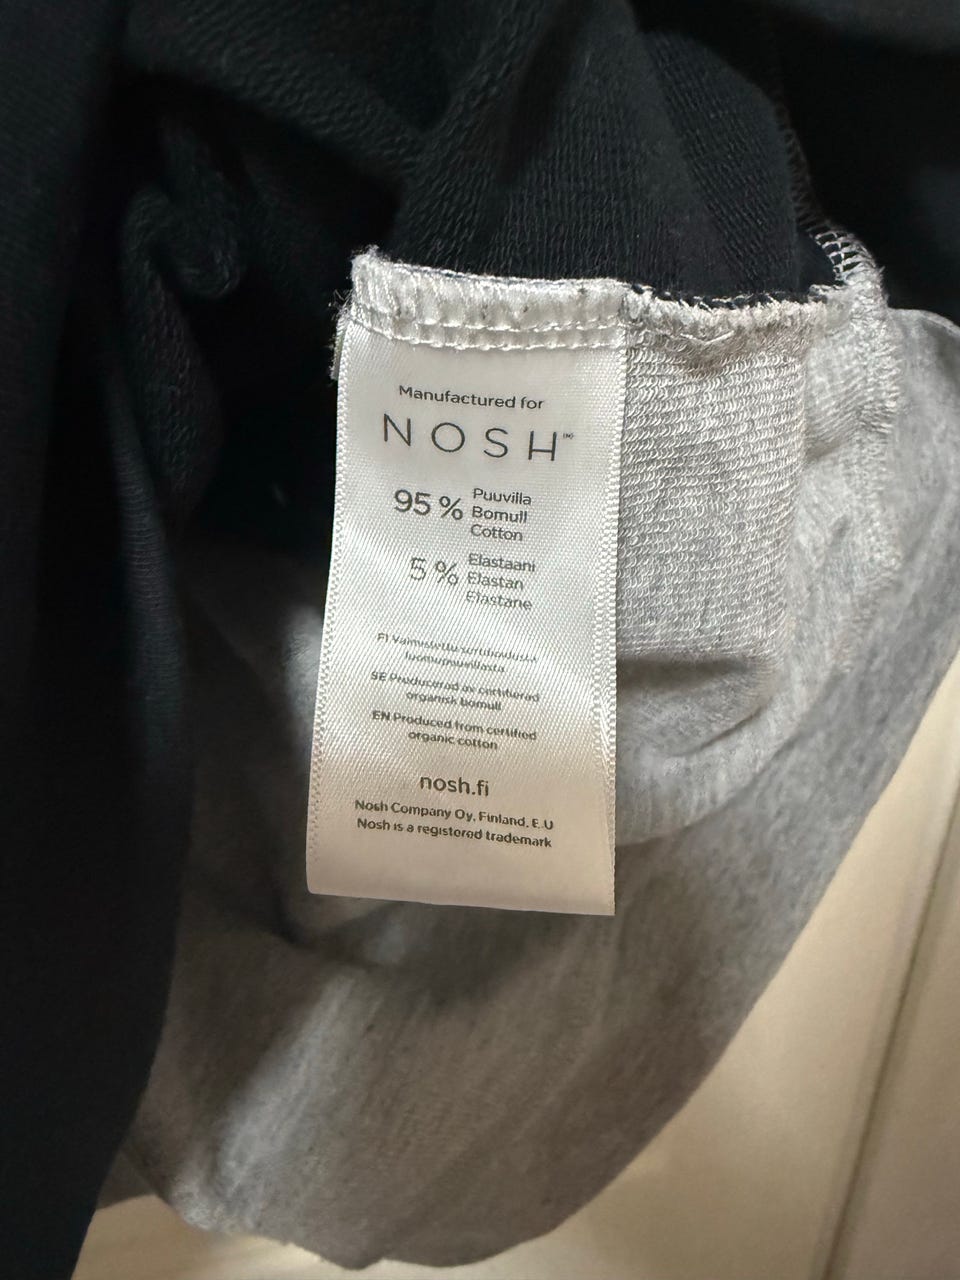 Manufactured for
NOSH™
95 % Puuvilla
Bomull
Cotton
5 % Elastaani
Elastan
Elastane
FI Valmistettu sertifioidusta
luomupuuvillasta
SE Producerad av certifierad
organisk bomull
EN Produced from certified
organic cotton
nosh.fi
Nosh Company Oy, Finland, E.U
Nosh is a registered trademark